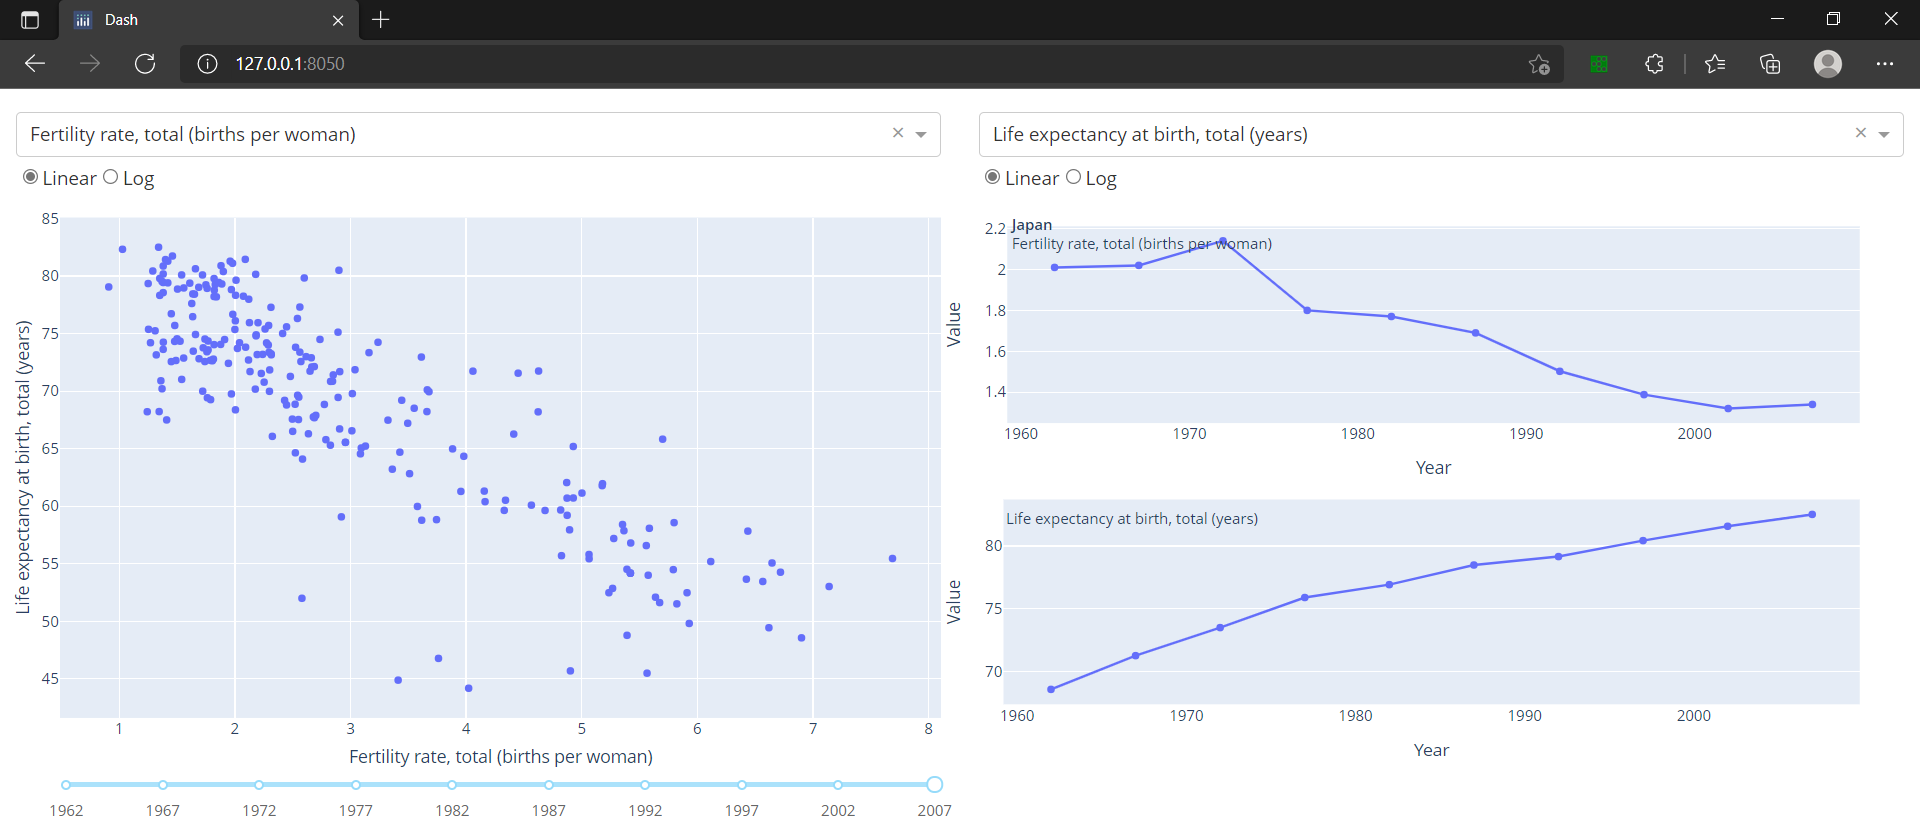 Dash
127.0.0.1:8050
Fertility rate, total (births per woman)
Linear Log
85
80
75
70
65
60
55
50
45
Life expectancy at birth, total (years)
1 2 3 4 5 6 7 8
Fertility rate, total (births per woman)
1962 1967 1972 1977 1982 1987 1992 1997 2002 2007
Life expectancy at birth, total (years)
Linear Log
Japan
Fertility rate, total (births per woman)
2.2
2
1.8
1.6
1.4
Value
1960 1970 1980 1990 2000
Year
Life expectancy at birth, total (years)
80
75
70
Value
1960 1970 1980 1990 2000
Year